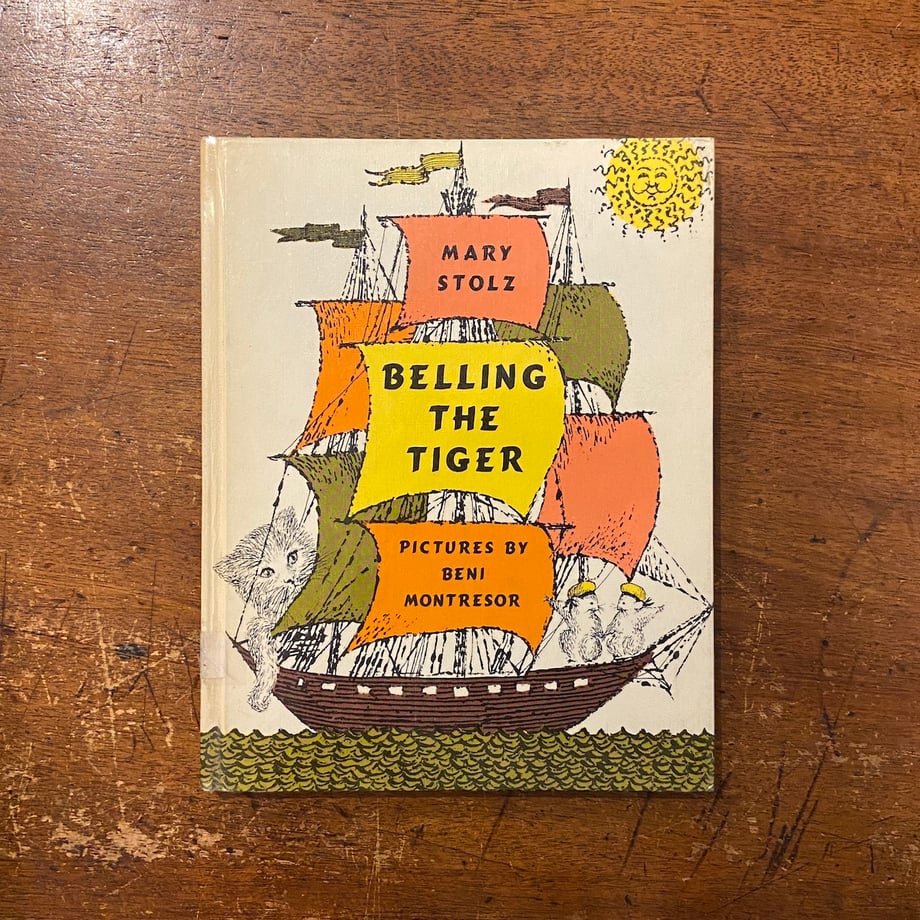 MARY
STOLZ
BELLING
THE
TIGER
PICTURES BY
BENI
MONTRESOR